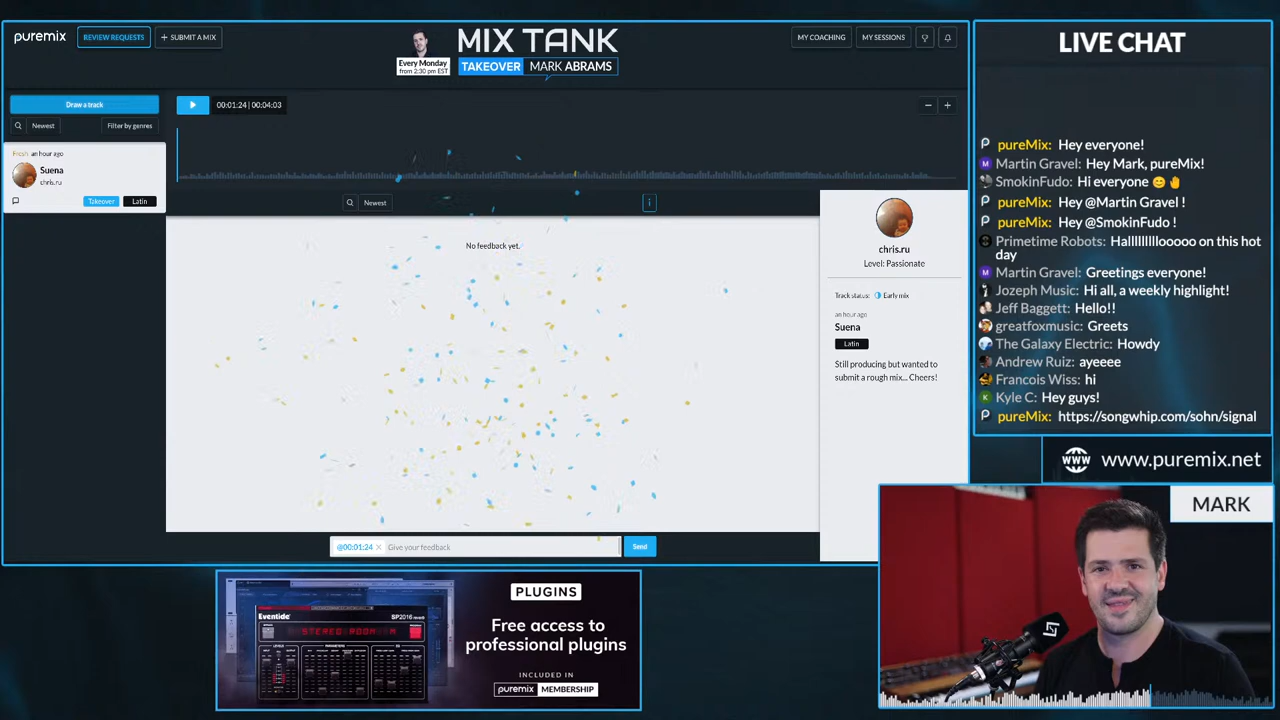 puremix
REVIEW REQUESTS
+ SUBMIT A MIX
Every Monday
from 2:30 pm EST
MIX TANK
TAKEOVER MARK ABRAMS
MY COACHING
MY SESSIONS
Draw a track
Newest
Filter by genres
00:01:24 | 00:04:03
Fresh an hour ago
Suena
chris.ru
Takeover
Latin
Newest
i
No feedback yet.
chris.ru
Level: Passionate
Track status: Early mix
an hour ago
Suena
Latin
Still producing but wanted to
submit a rough mix... Cheers!
@00:01:24 × Give your feedback
Send
LIVE CHAT
pureMix: Hey everyone!
Martin Gravel: Hey Mark, pureMix!
SmokinFudo: Hi everyone 😊🤚
pureMix: Hey @Martin Gravel !
pureMix: Hey @SmokinFudo !
Primetime Robots: Hallllllllooooo on this hot
day
Martin Gravel: Greetings everyone!
Jozeph Music: Hi all, a weekly highlight!
Jeff Baggett: Hello!!
greatfoxmusic: Greets
The Galaxy Electric: Howdy
Andrew Ruiz: ayeeee
Francois Wiss: hi
Kyle C: Hey guys!
pureMix: https://songwhip.com/sohn/signal
www www.puremix.net
MARK
Eventide
SP2016 reverb
STEREO ROOM M
PLUGINS
Free access to
professional plugins
INCLUDED IN
puremix MEMBERSHIP